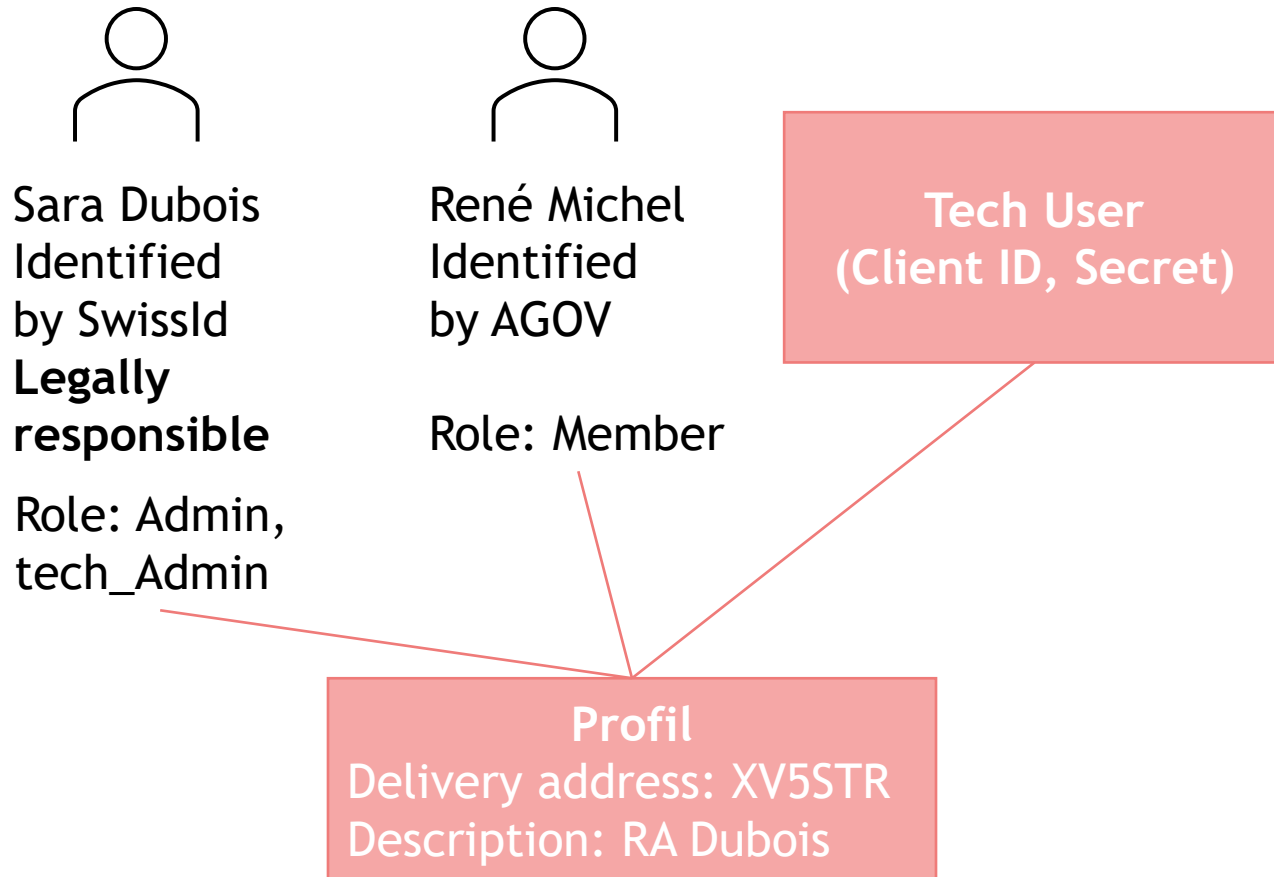 Sara Dubois
Identified
by SwissId
Legally
responsible
Role: Admin,
tech_Admin
René Michel
Identified
by AGOV
Role: Member
Tech User
(Client ID, Secret)
Profil
Delivery address: XV5STR
Description: RA Dubois